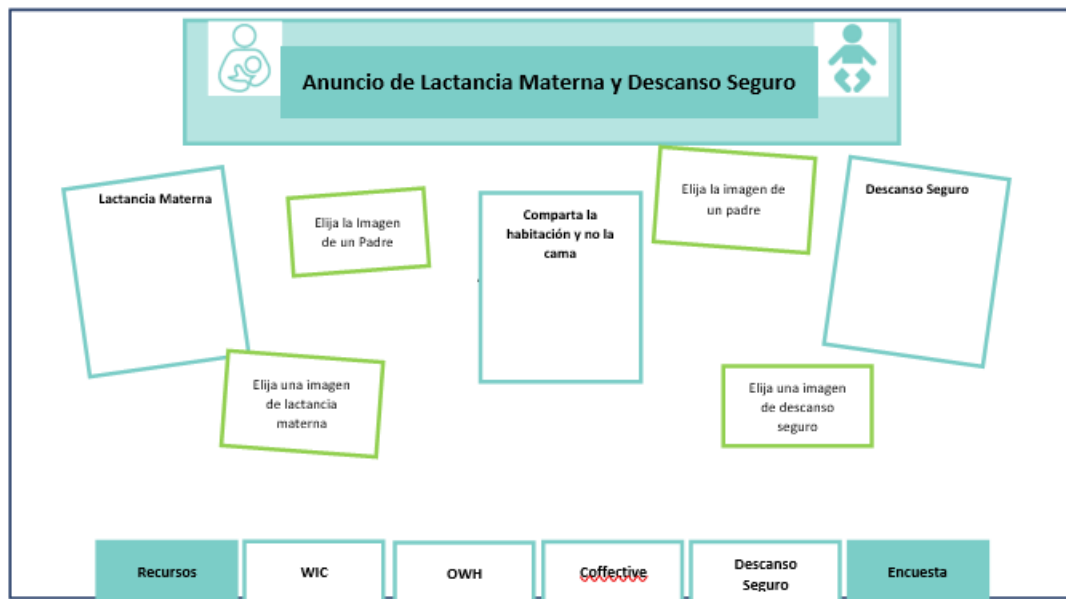 Anuncio de Lactancia Materna y Descanso Seguro
Lactancia Materna
Elija la Imagen
de un Padre
Comparta la
habitación y no la
cama
Elija la imagen de
un padre
Descanso Seguro
Elija una imagen
de lactancia
materna
Elija una imagen
de descanso
seguro
Recursos
WIC
OWH
Coffective
Descanso
Seguro
Encuesta